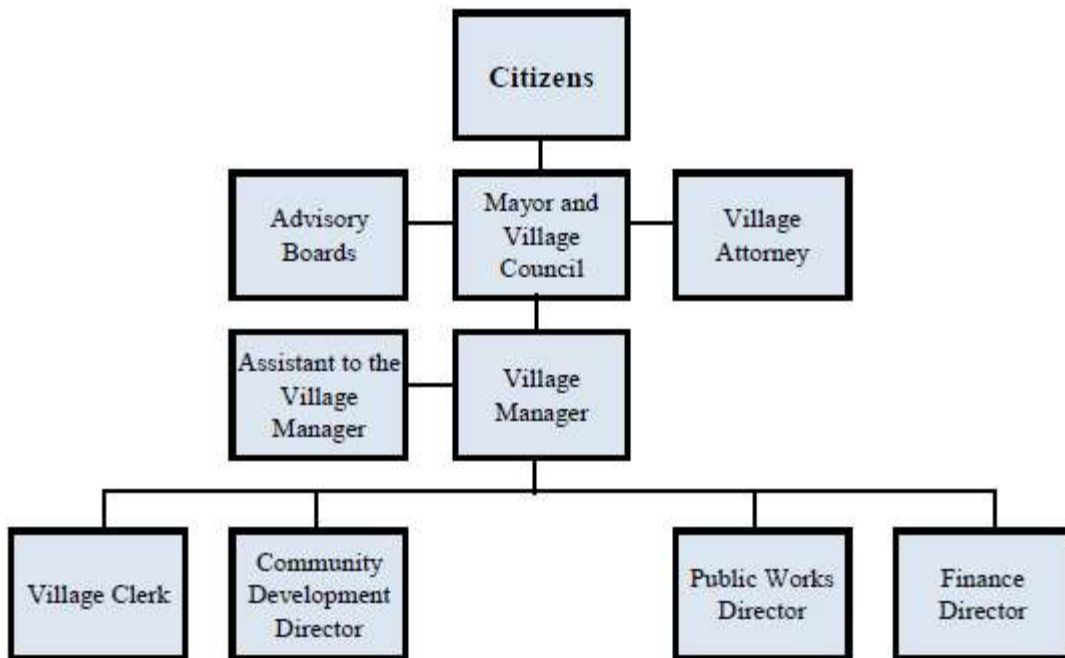 Citizens
Advisory
Boards
Mayor and
Village
Council
Village
Attorney
Assistant to the
Village
Manager
Village
Manager
Village Clerk
Community
Development
Director
Public Works
Director
Finance
Director